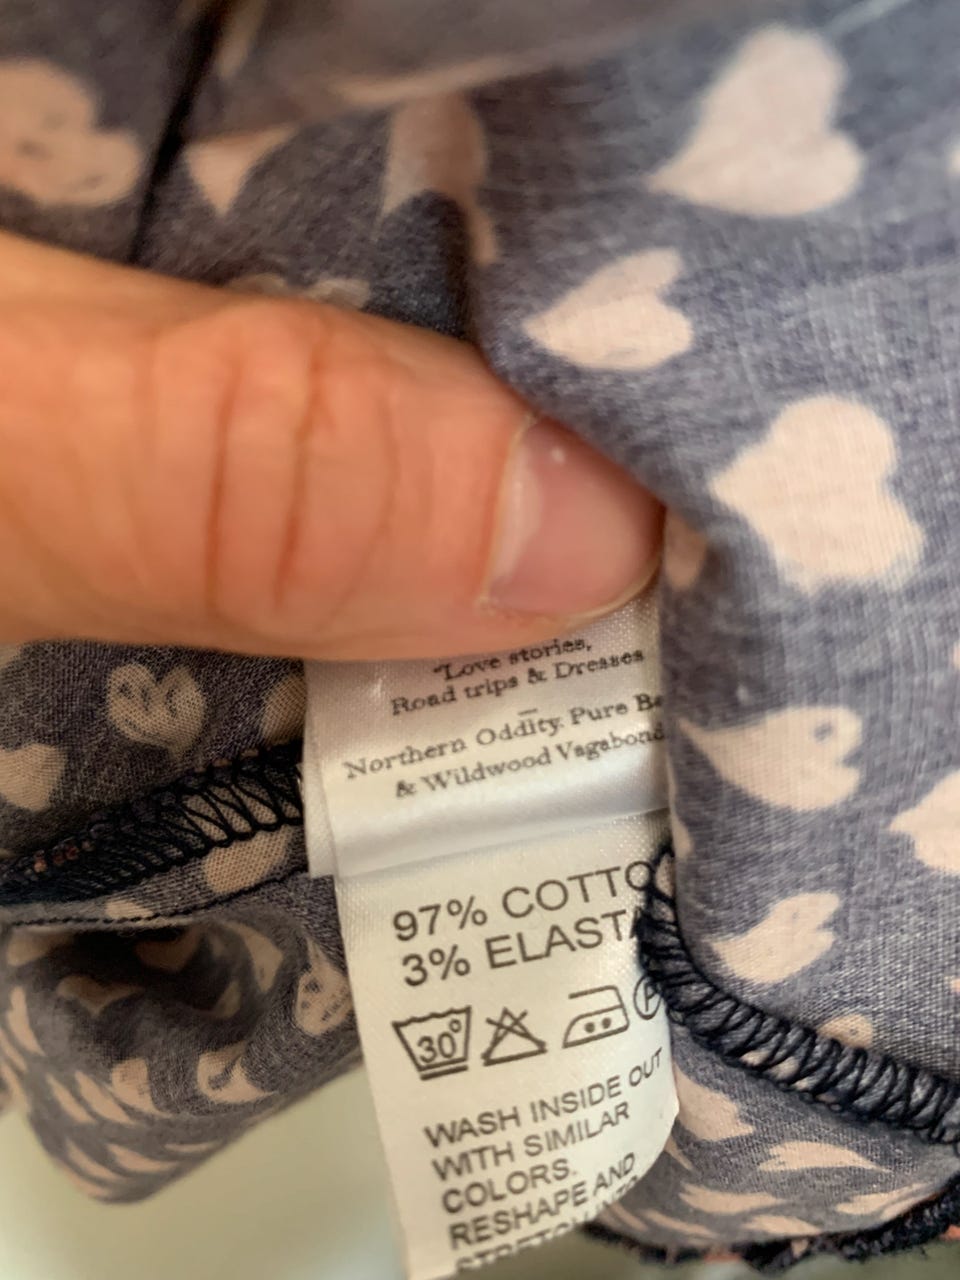 "Love stories,
Road trips & Dresses
Northern Oddity. Pure
& Wildwood
97%
3%
30°
P
WASH INSIDE OUT
WITH SIMILAR
COLORS.
RESHAPE AND